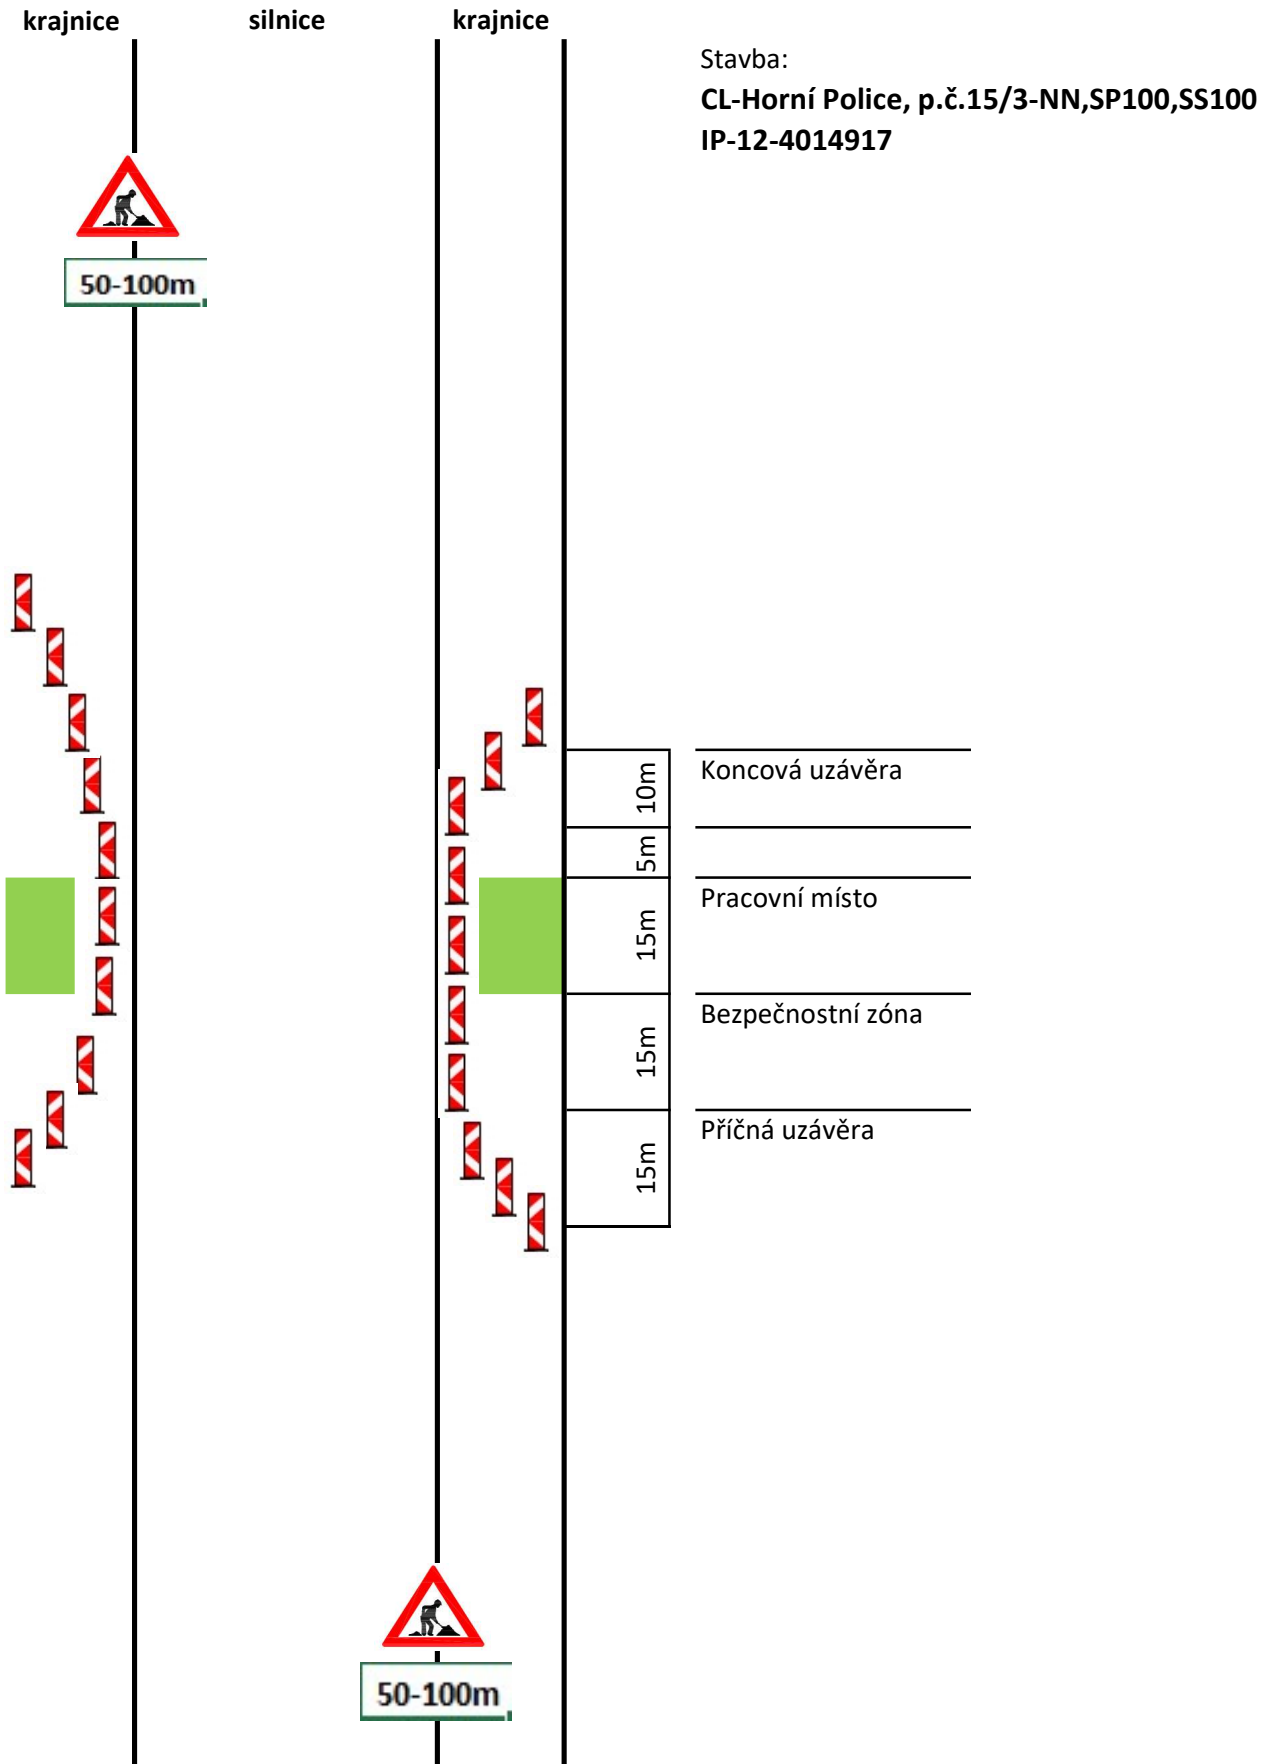 krajnice silnice krajnice
Stavba:
CL-Horní Police, p.č.15/3-NN,SP100,SS100
IP-12-4014917
50-100m
10m Koncová uzávěra
5m
15m Pracovní místo
15m Bezpečnostní zóna
15m Příčná uzávěra
50-100m